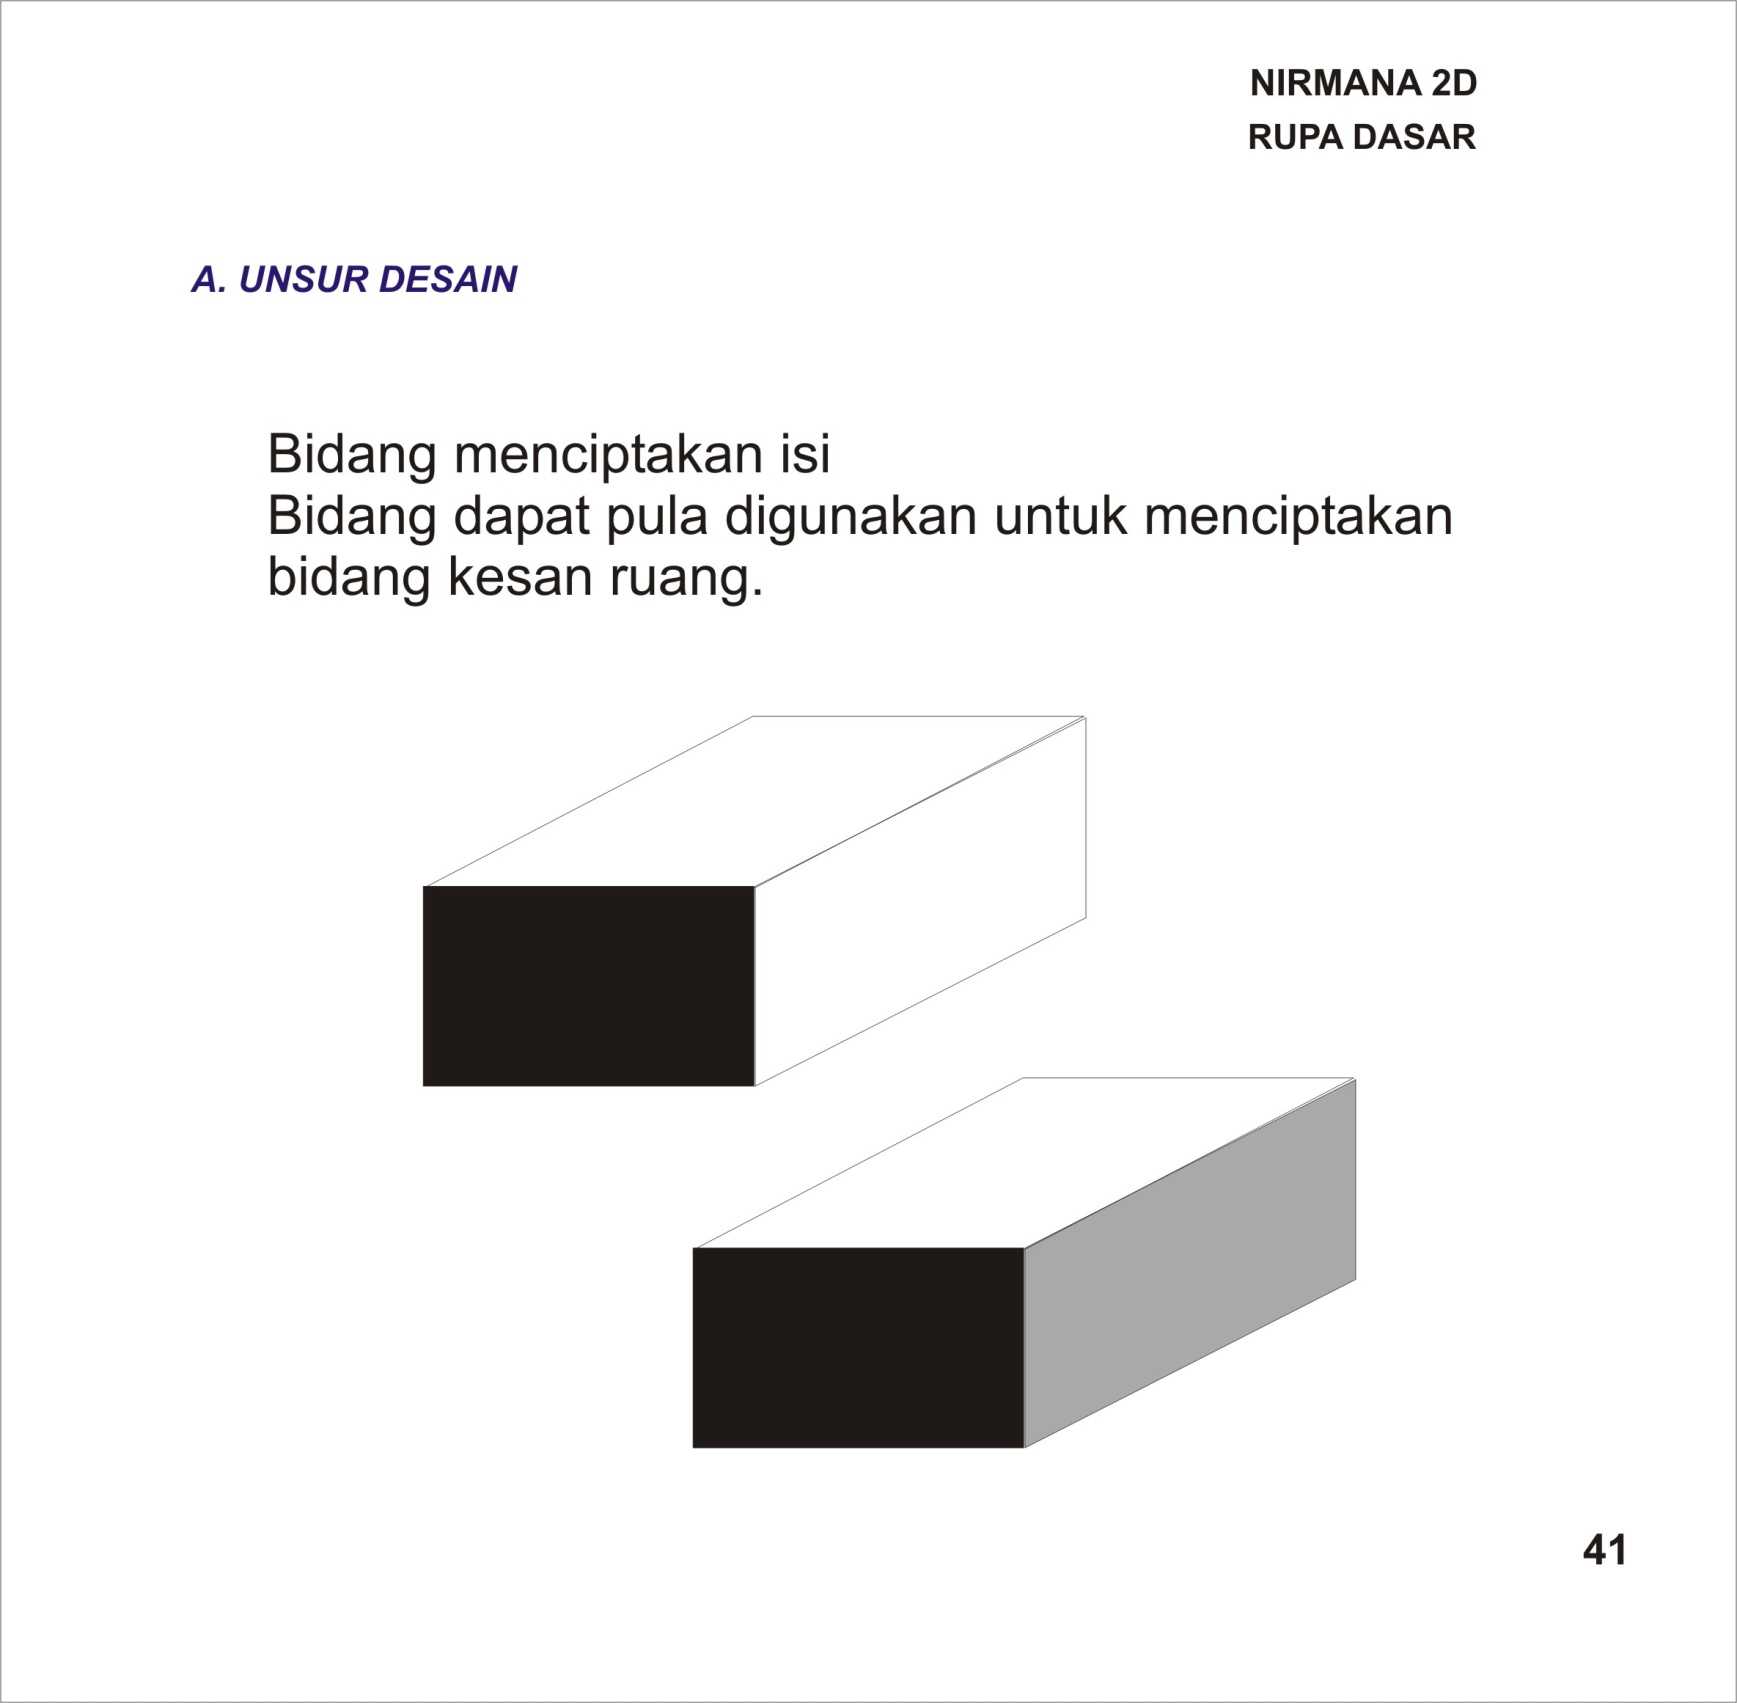 NIRMANA 2D
RUPA DASAR
A. UNSUR DESAIN
Bidang menciptakan isi
Bidang dapat pula digunakan untuk menciptakan
bidang kesan ruang.
41